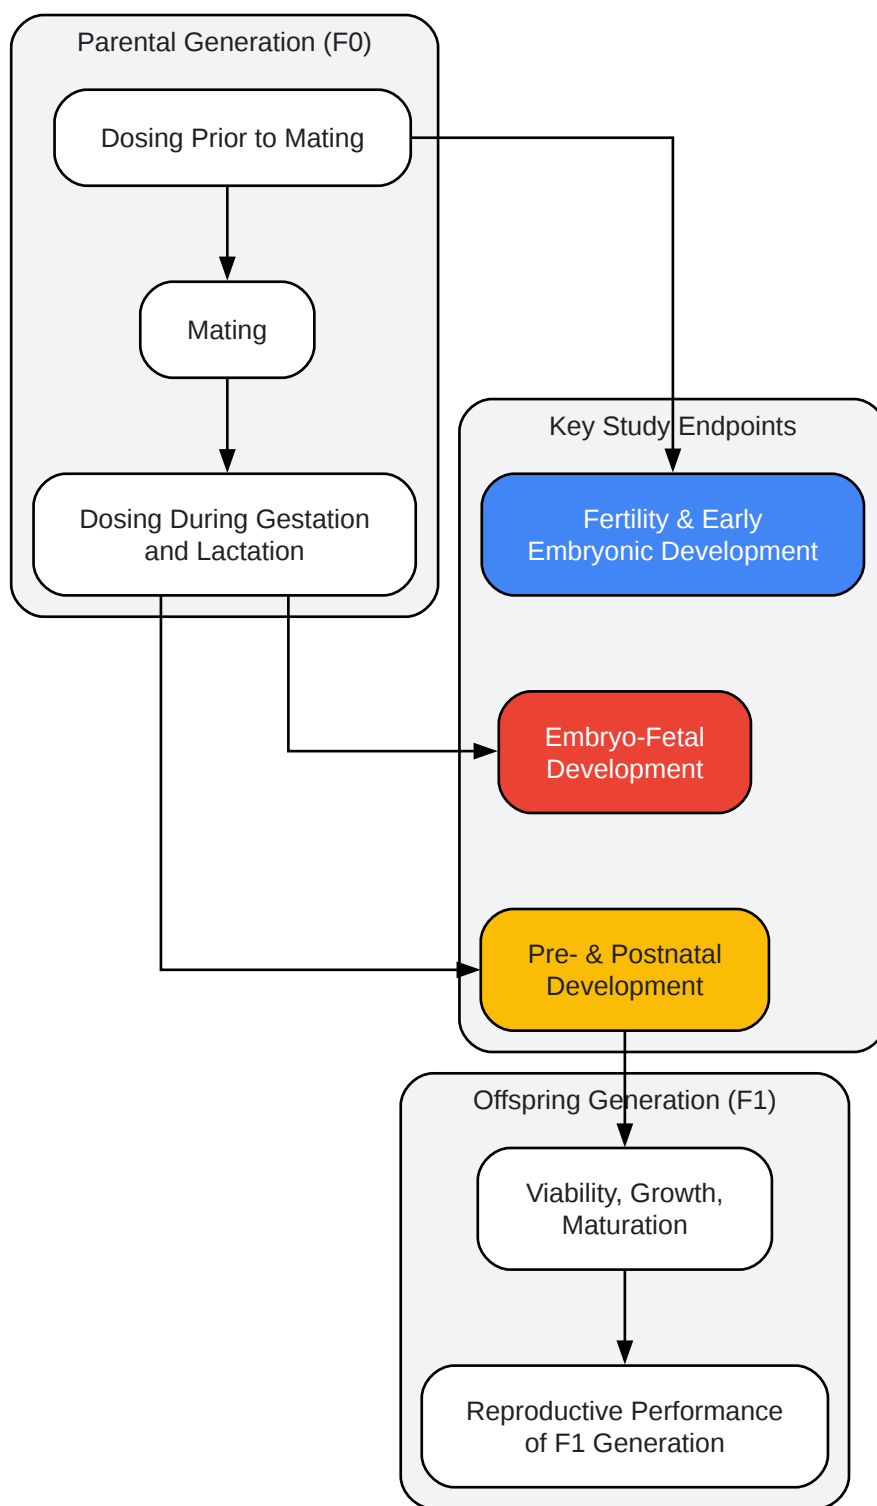 Parental Generation (F0)
Dosing Prior to Mating
Mating
Dosing During Gestation
and Lactation
Key Study Endpoints
Fertility & Early
Embryonic Development
Embryo-Fetal
Development
Pre- & Postnatal
Development
Offspring Generation (F1)
Viability, Growth,
Maturation
Reproductive Performance
of F1 Generation